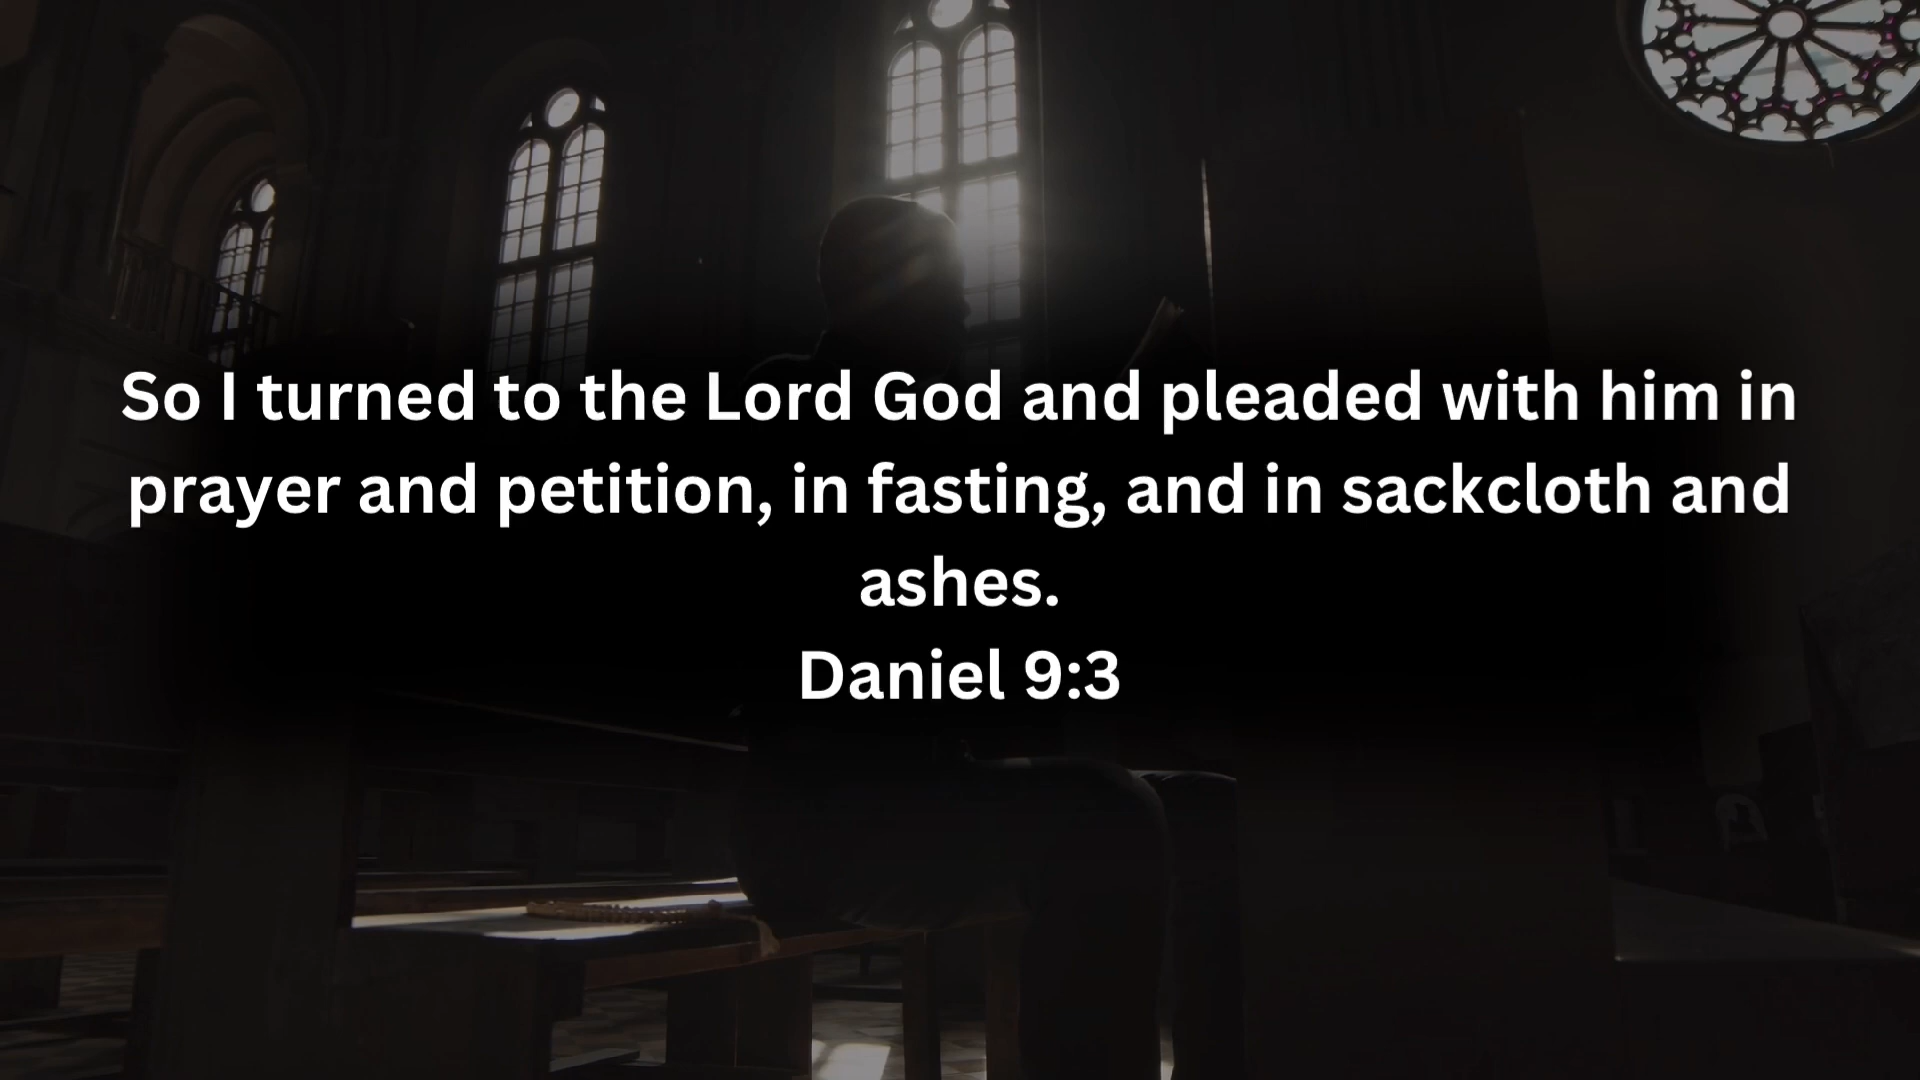 So I turned to the Lord God and pleaded with him in
prayer and petition, in fasting, and in sackcloth and
ashes.
Daniel 9:3